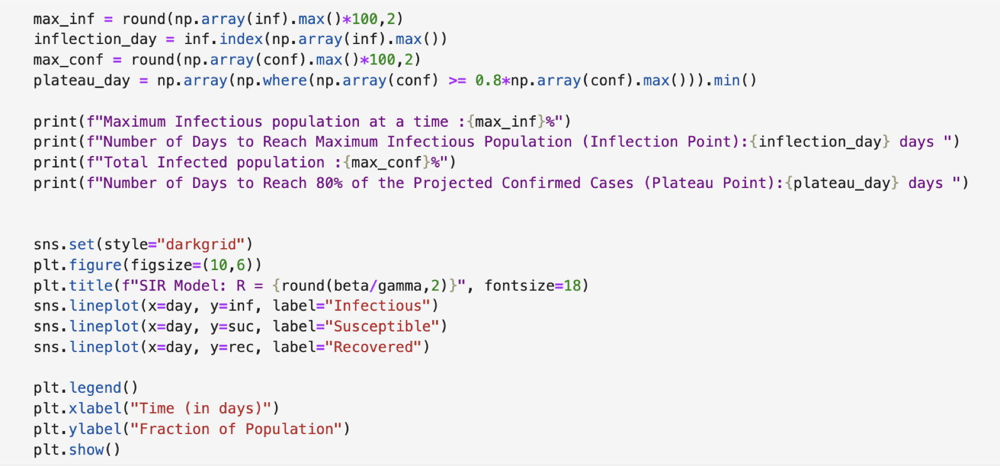 max_inf = round(np.array(inf).max()*100,2)
inflection_day = inf.index(np.array(inf).max())
max_conf = round(np.array(conf).max()*100,2)
plateau_day = np.array(np.where(np.array(conf) >= 0.8*np.array(conf).max())).min()
print(f"Maximum Infectious population at a time :{max_inf}%")
print(f"Number of Days to Reach Maximum Infectious Population (Inflection Point):{inflection_day} days ")
print(f"Total Infected population :{max_conf}%")
print(f"Number of Days to Reach 80% of the Projected Confirmed Cases (Plateau Point):{plateau_day} days ")
sns.set(style="darkgrid")
plt.figure(figsize=(10,6))
plt.title(f"SIR Model: R = {round(beta/gamma,2)}", fontsize=18)
sns.lineplot(x=day, y=inf, label="Infectious")
sns.lineplot(x=day, y=suc, label="Susceptible")
sns.lineplot(x=day, y=rec, label="Recovered")
plt.legend()
plt.xlabel("Time (in days)")
plt.ylabel("Fraction of Population")
plt.show()